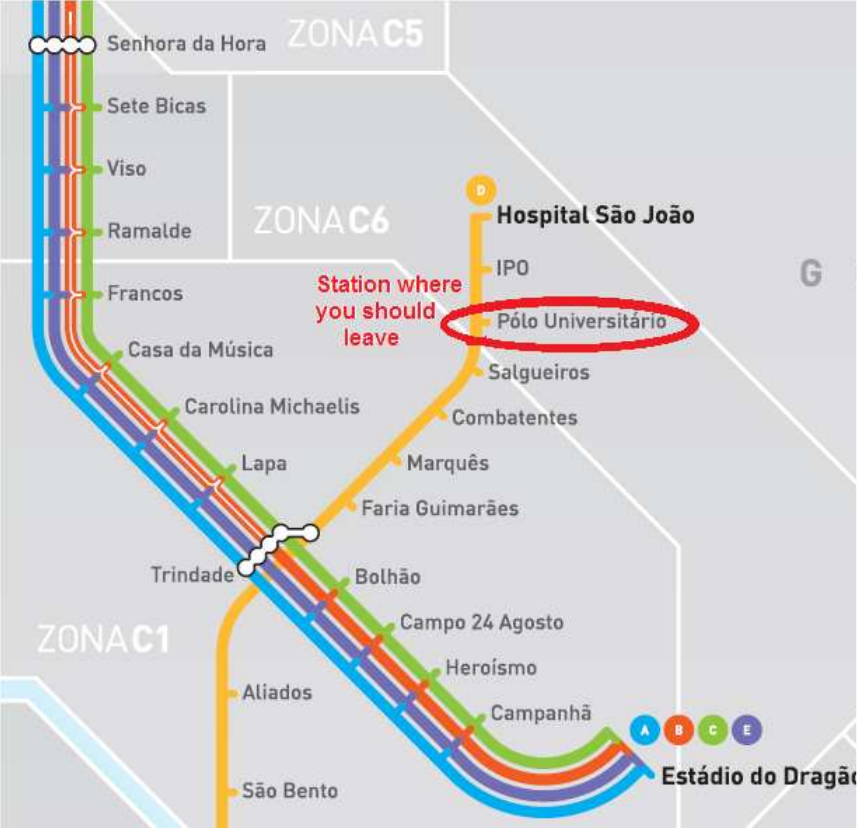 Senhora da Hora
ZONA C5
Sete Bicas
Viso
D
ZONA C6
Hospital São João
Ramalde
IPO
G
Station where
you should
leave
Francos
Pólo Universitário
Casa da Música
Salgueiros
Carolina Michaelis
Combatentes
Lapa
Marquês
Faria Guimarães
Trindade
Bolhão
Campo 24 Agosto
ZONA C1
Heroísmo
Aliados
Campanhã
A B C E
Estádio do Dragão
São Bento